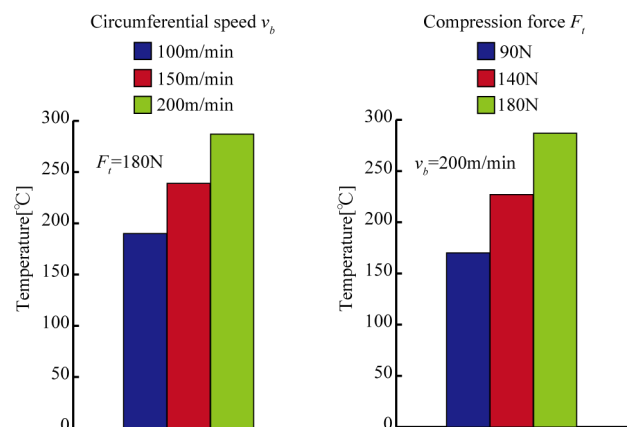 Circumferential speed v_b
100m/min
150m/min
200m/min
300
250
200
150
100
50
0
Temperature[℃]
F_t=180N
Compression force F_t
90N
140N
180N
300
250
200
150
100
50
0
Temperature[℃]
v_b=200m/min